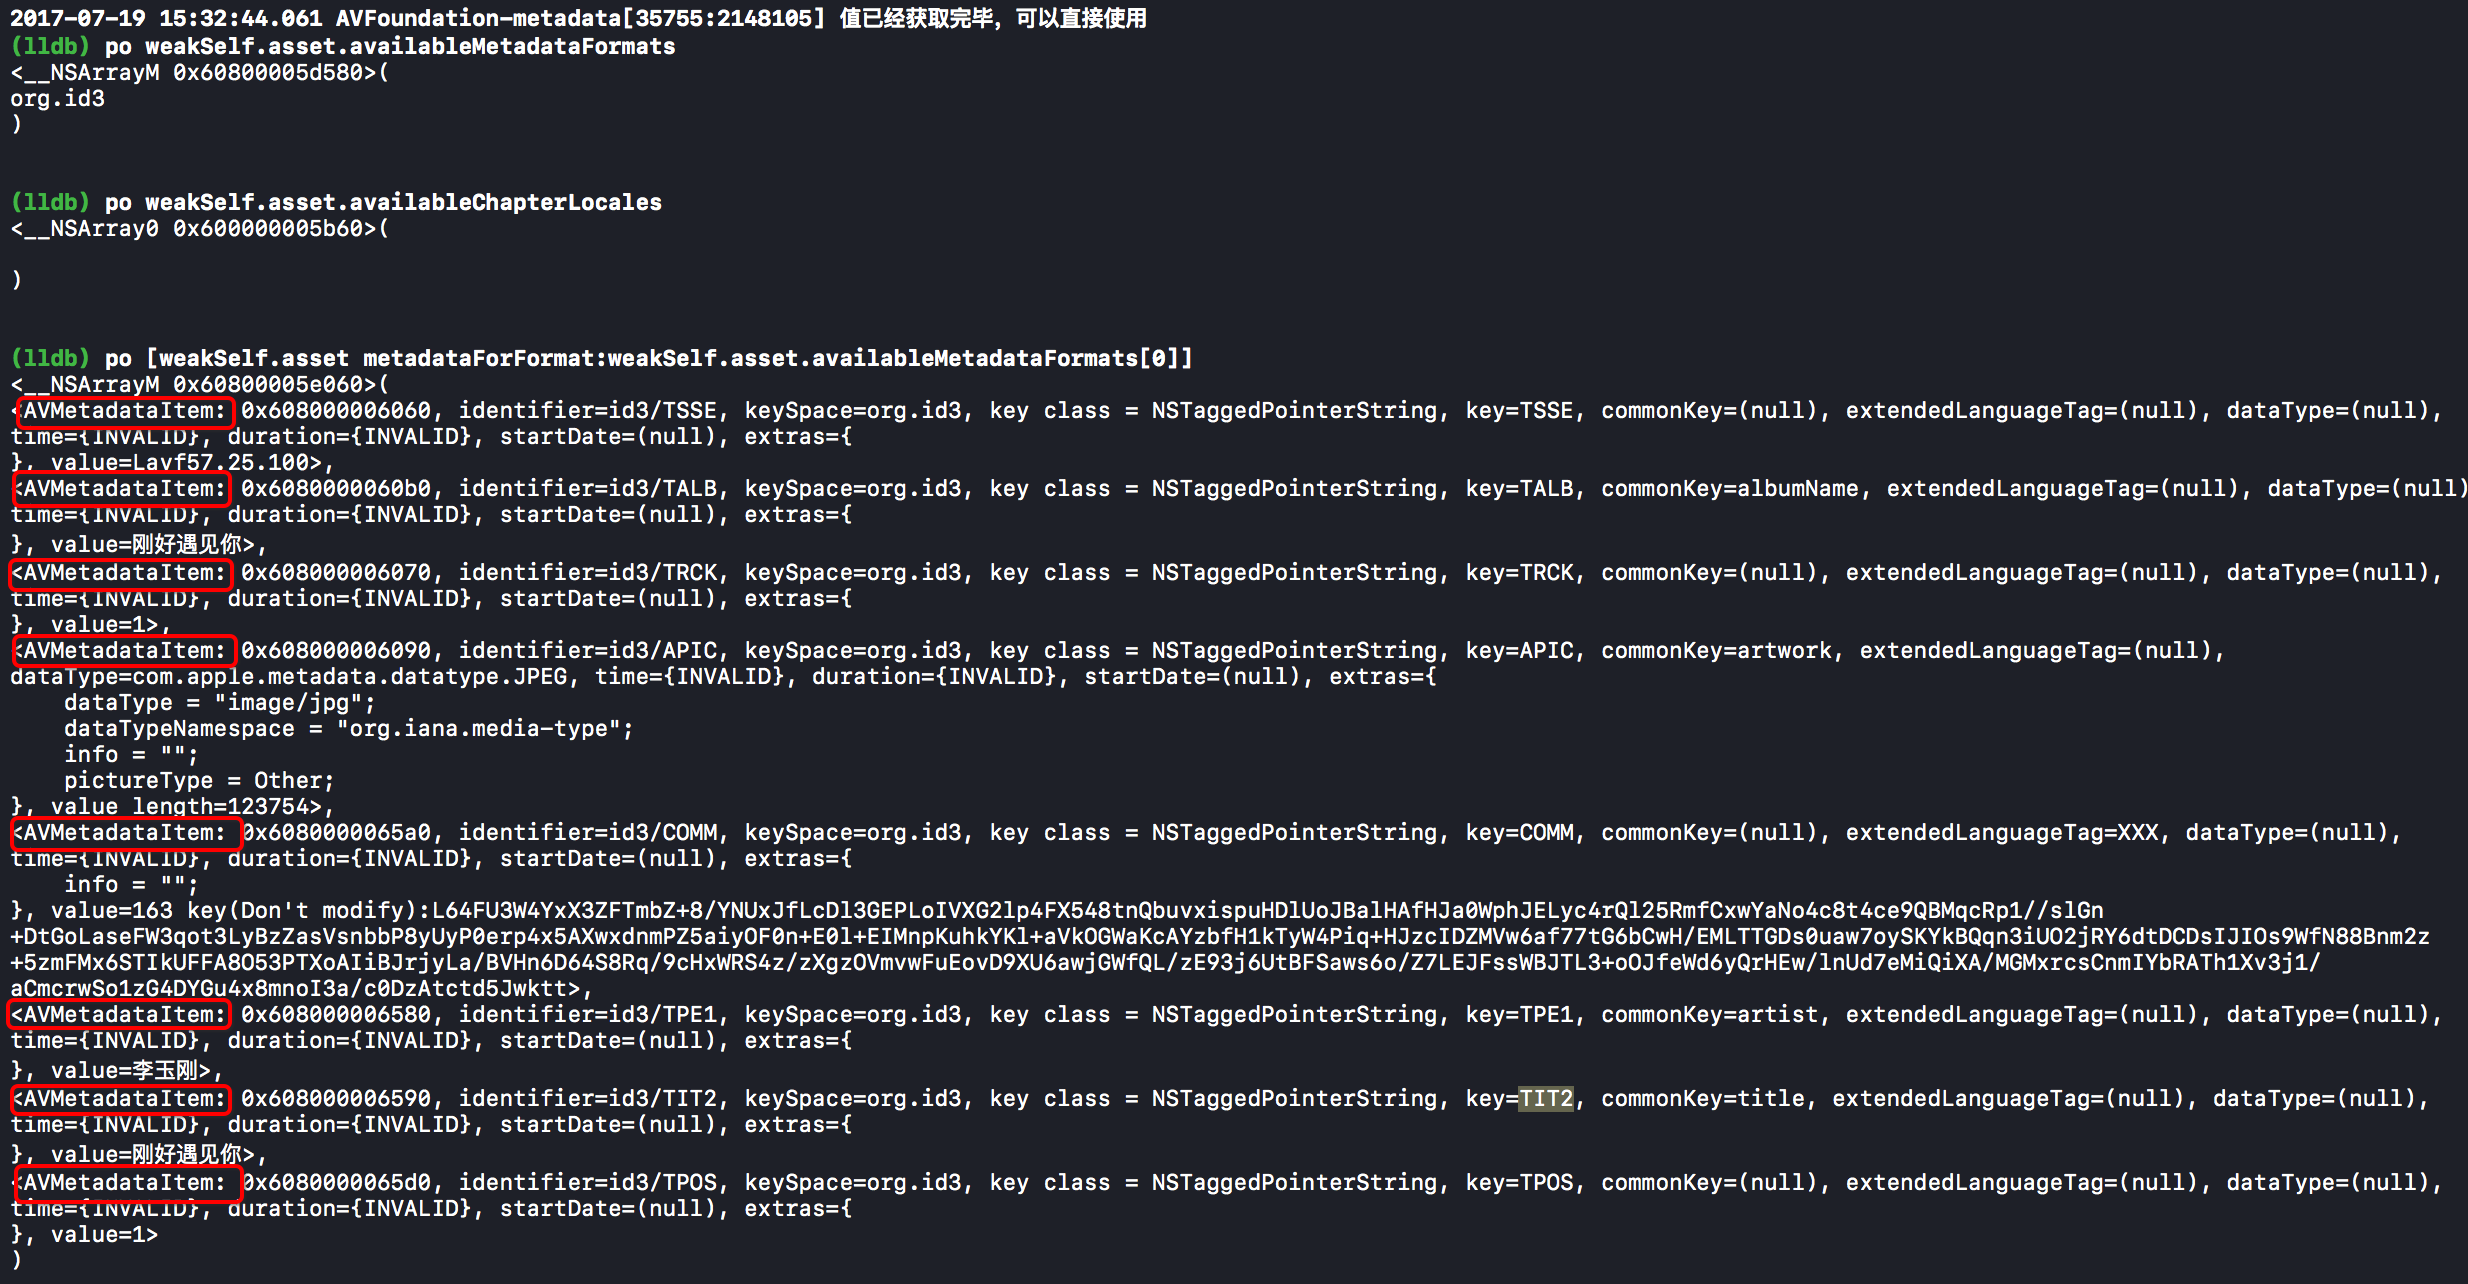 2017-07-19 15:32:44.061 AVFoundation-metadata[35755:2148105] 值已经获取完毕，可以直接使用
(lldb) po weakSelf.asset.availableMetadataFormats
<__NSArrayM 0x60800005d580>(
org.id3
)
(lldb) po weakSelf.asset.availableChapterLocales
<__NSArray0 0x600000005b60>(
)
(lldb) po [weakSelf.asset metadataForFormat:weakSelf.asset.availableMetadataFormats[0]]
<__NSArrayM 0x60800005e060>(
<AVMetadataItem: 0x608000006060, identifier=id3/TSSE, keySpace=org.id3, key class = NSTaggedPointerString, key=TSSE, commonKey=(null), extendedLanguageTag=(null), dataType=(null),
time={INVALID}, duration={INVALID}, startDate=(null), extras={
}, value=Lavf57.25.100>,
<AVMetadataItem: 0x6080000060b0, identifier=id3/TALB, keySpace=org.id3, key class = NSTaggedPointerString, key=TALB, commonKey=albumName, extendedLanguageTag=(null), dataType=(null)
time={INVALID}, duration={INVALID}, startDate=(null), extras={
}, value=刚好遇见你>,
<AVMetadataItem: 0x608000006070, identifier=id3/TRCK, keySpace=org.id3, key class = NSTaggedPointerString, key=TRCK, commonKey=(null), extendedLanguageTag=(null), dataType=(null),
time={INVALID}, duration={INVALID}, startDate=(null), extras={
}, value=1>,
<AVMetadataItem: 0x608000006090, identifier=id3/APIC, keySpace=org.id3, key class = NSTaggedPointerString, key=APIC, commonKey=artwork, extendedLanguageTag=(null),
dataType=com.apple.metadata.datatype.JPEG, time={INVALID}, duration={INVALID}, startDate=(null), extras={
dataType = "image/jpg";
dataTypeNamespace = "org.iana.media-type";
info = "";
pictureType = Other;
}, value length=123754>,
<AVMetadataItem: 0x6080000065a0, identifier=id3/COMM, keySpace=org.id3, key class = NSTaggedPointerString, key=COMM, commonKey=(null), extendedLanguageTag=XXX, dataType=(null),
time={INVALID}, duration={INVALID}, startDate=(null), extras={
info = "";
}, value=163 key(Don't modify):L64FU3W4YxX3ZFTmbZ+8/YNUxJfLcDl3GEPLoIVXG2lp4FX548tnQbuvxispuHDlUoJBalHAfHJa0WphJELyc4rQl25RmfCxwYaNo4c8t4ce9QBMqcRp1//slGn
+DtGoLaseFW3qot3LyBzZasVsnbbP8yUyP0erp4x5AXwxdnmPZ5aiyOF0n+E0l+EIMnpKuhkYKl+aVkOGWaKcAYzbfH1kTyW4Piq+HJzcIDZMVw6af77tG6bCwH/EMLTTGDs0uaw7oySKYkBQqn3iUO2jRY6dtDCDsIJIOs9WfN88Bnm2z
+5zmFMx6STIkUFFA8O53PTXoAIiBJrjyLa/BVHn6D64S8Rq/9cHxWRS4z/zXgzOVmvwFuEovD9XU6awjGWfQL/zE93j6UtBFSaws6o/Z7LEJFssWBJTL3+oOJfeWd6yQrHEw/lnUd7eMiQiXA/MGMxrcsCnmIYbRATh1Xv3j1/
aCmcrwSo1zG4DYGu4x8mnoI3a/c0DzAtctd5Jwktt>,
<AVMetadataItem: 0x608000006580, identifier=id3/TPE1, keySpace=org.id3, key class = NSTaggedPointerString, key=TPE1, commonKey=artist, extendedLanguageTag=(null), dataType=(null),
time={INVALID}, duration={INVALID}, startDate=(null), extras={
}, value=李玉刚>,
<AVMetadataItem: 0x608000006590, identifier=id3/TIT2, keySpace=org.id3, key class = NSTaggedPointerString, key=TIT2, commonKey=title, extendedLanguageTag=(null), dataType=(null),
time={INVALID}, duration={INVALID}, startDate=(null), extras={
}, value=刚好遇见你>,
<AVMetadataItem: 0x6080000065d0, identifier=id3/TPOS, keySpace=org.id3, key class = NSTaggedPointerString, key=TPOS, commonKey=(null), extendedLanguageTag=(null), dataType=(null),
time={INVALID}, duration={INVALID}, startDate=(null), extras={
}, value=1>
)